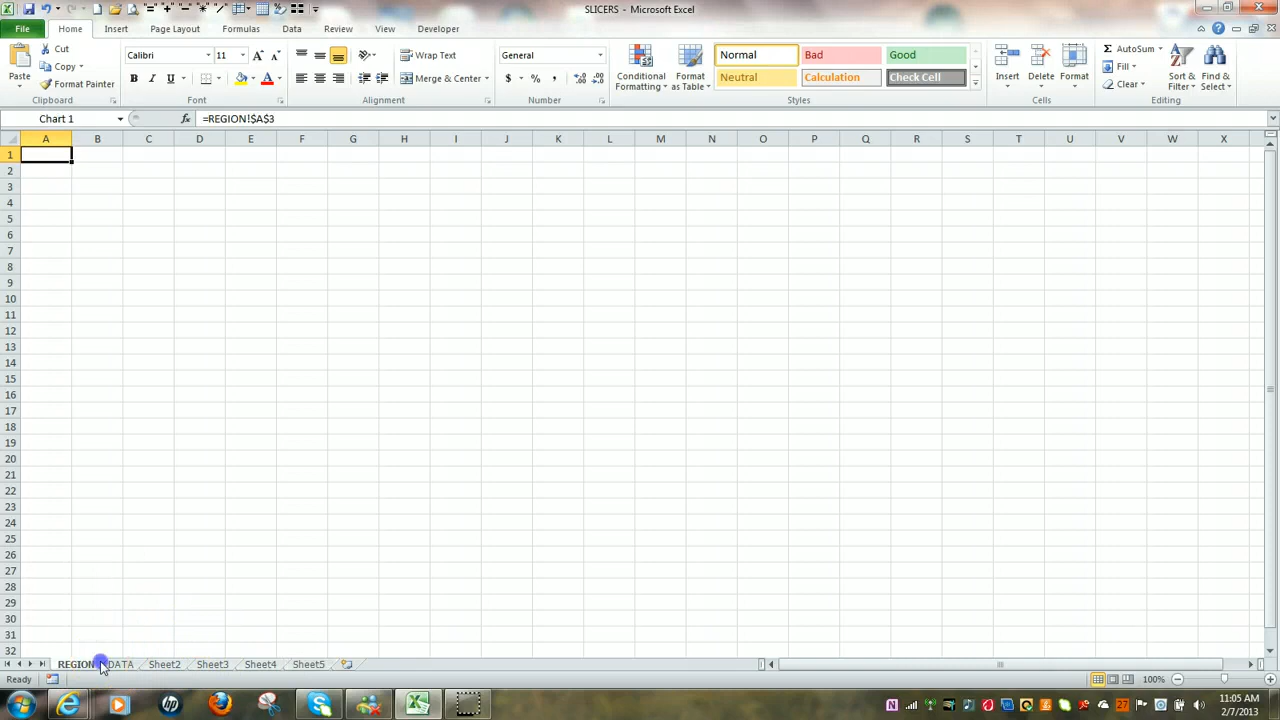 SLICERS - Microsoft Excel
File Home Insert Page Layout Formulas Data Review View Developer
Paste Cut Copy Format Painter Clipboard
Calibri 11 Font
Wrap Text Merge & Center Alignment
General Number
Conditional Formatting Format as Table Normal Bad Good Neutral Calculation Check Cell Styles
Insert Delete Format Cells
AutoSum Fill Clear Sort & Filter Find & Select Editing
Chart 1 fx =REGION!$A$3
A B C D E F G H I J K L M N O P Q R S T U V W X
1
2
3
4
5
6
7
8
9
10
11
12
13
14
15
16
17
18
19
20
21
22
23
24
25
26
27
28
29
30
31
32
REGION DATA Sheet2 Sheet3 Sheet4 Sheet5
Ready 100%
11:05 AM
2/7/2013